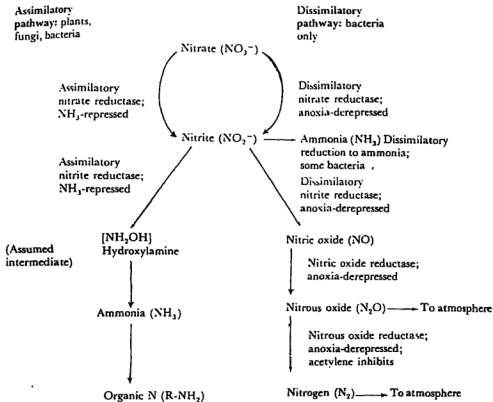 Assimilatory
pathway: plants,
fungi, bacteria
Dissimilatory
pathway: bacteria
only
Nitrate (NO₃⁻)
Assimilatory
nitrate reductase;
NH₃-repressed
Dissimilatory
nitrate reductase;
anoxia-derepressed
Nitrite (NO₂⁻)
Ammonia (NH₃) Dissimilatory
reduction to ammonia;
some bacteria
Assimilatory
nitrite reductase;
NH₃-repressed
Dissimilatory
nitrite reductase;
anoxia-derepressed
(Assumed
intermediate)
[NH₂OH]
Hydroxylamine
Nitric oxide (NO)
Nitric oxide reductase;
anoxia-derepressed
Ammonia (NH₃)
Nitrous oxide (N₂O) To atmosphere
Nitrous oxide reductase;
anoxia-derepressed;
acetylene inhibits
Organic N (R-NH₂)
Nitrogen (N₂) To atmosphere